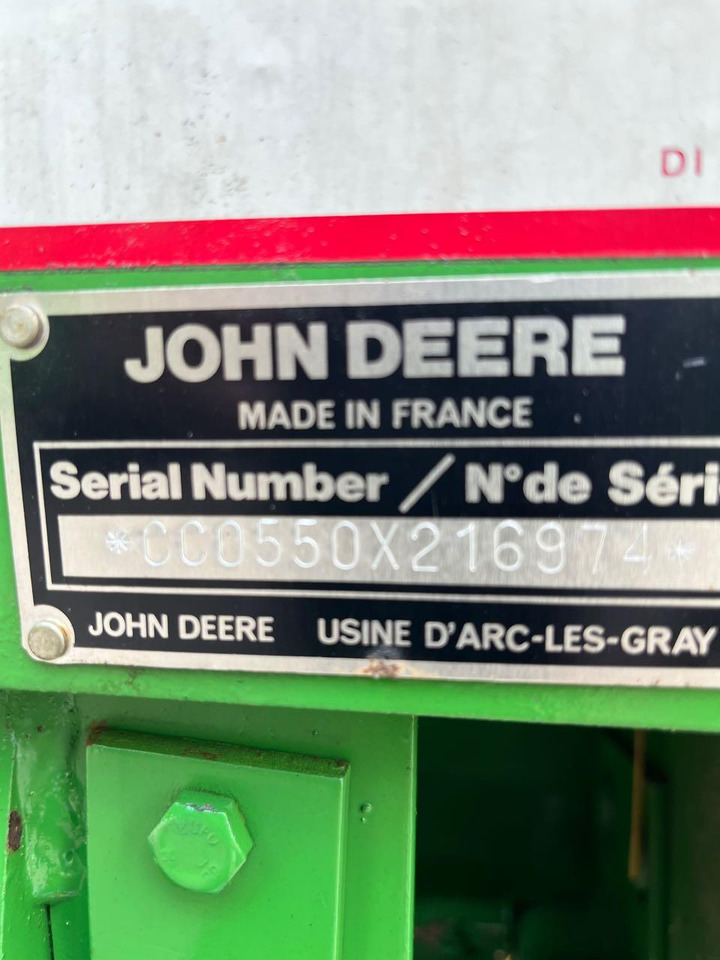 DI
JOHN DEERE
MADE IN FRANCE
Serial Number / N°de Séri
*CC0550X216974*
JOHN DEERE USINE D'ARC-LES-GRAY